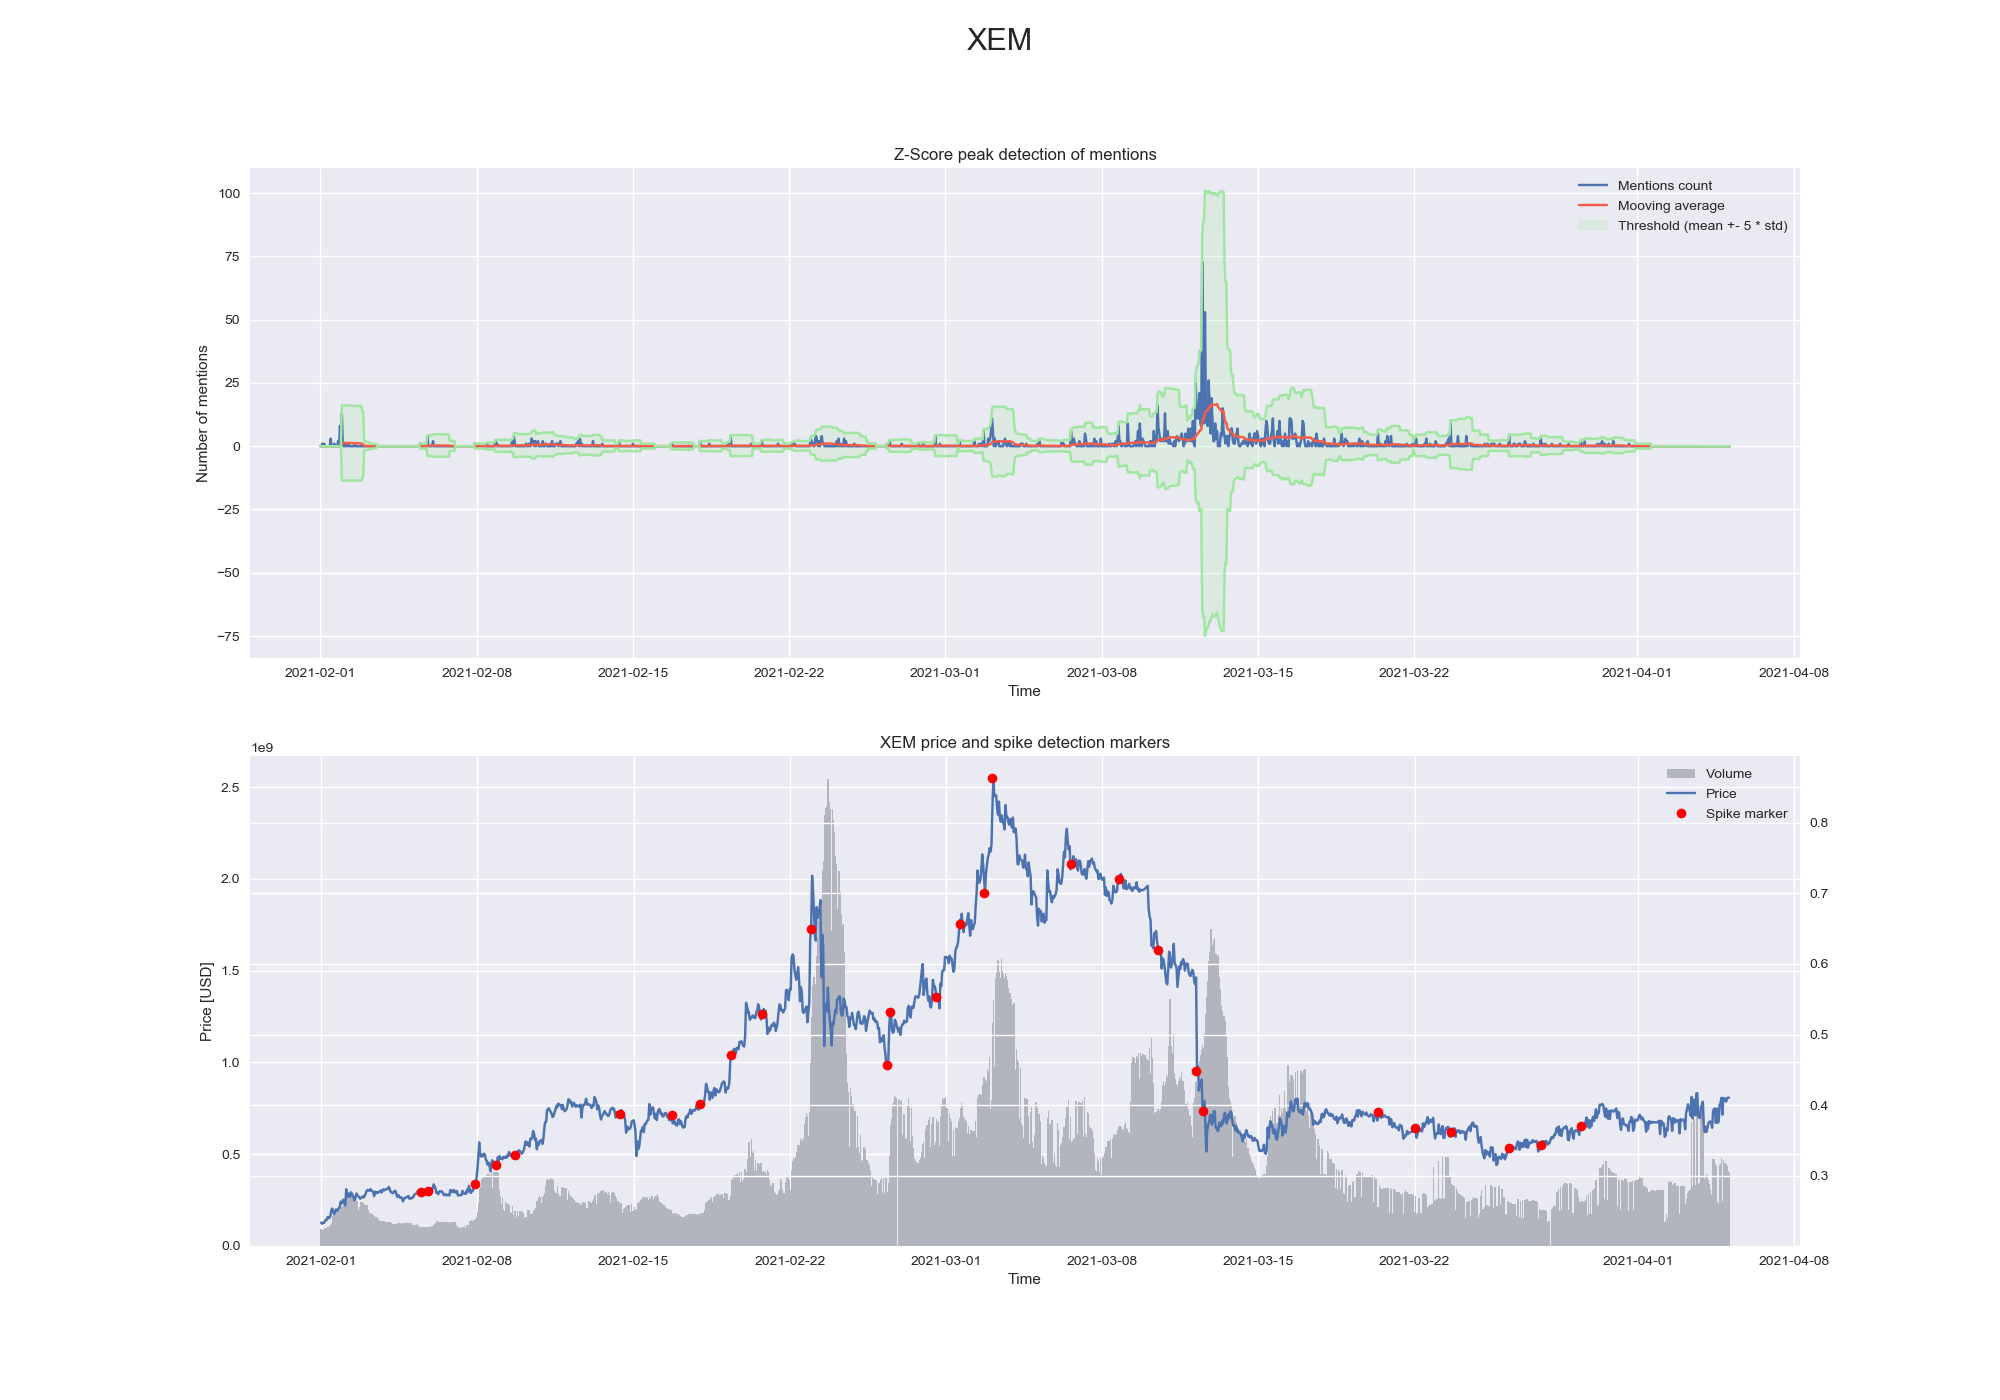 XEM
Z-Score peak detection of mentions
Mentions count
Mooving average
Threshold (mean +- 5 * std)
100
75
50
25
0
−25
−50
−75
Number of mentions
2021-02-01 2021-02-08 2021-02-15 2021-02-22 2021-03-01 2021-03-08 2021-03-15 2021-03-22 2021-04-01 2021-04-08
Time
XEM price and spike detection markers
1e9
Volume
Price
Spike marker
2.5
2.0
1.5
1.0
0.5
0.0
Price [USD]
0.8
0.7
0.6
0.5
0.4
0.3
2021-02-01 2021-02-08 2021-02-15 2021-02-22 2021-03-01 2021-03-08 2021-03-15 2021-03-22 2021-04-01 2021-04-08
Time